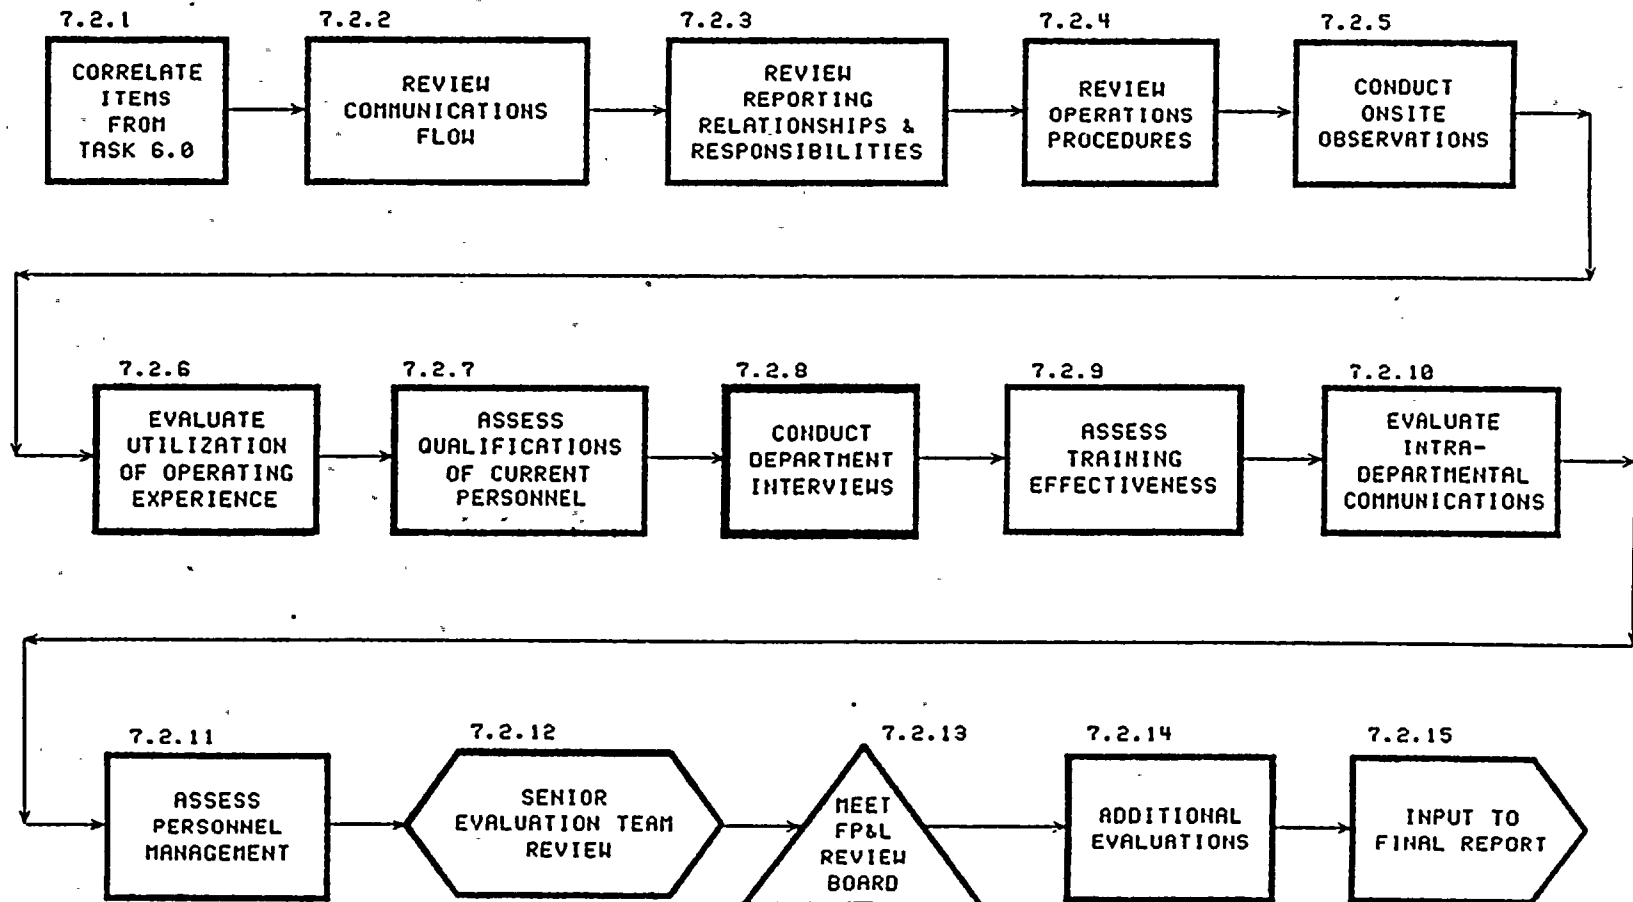 7.2.1
CORRELATE
ITEMS
FROM
TASK 6.0
7.2.2
REVIEW
COMMUNICATIONS
FLOW
7.2.3
REVIEW
REPORTING
RELATIONSHIPS &
RESPONSIBILITIES
7.2.4
REVIEW
OPERATIONS
PROCEDURES
7.2.5
CONDUCT
ONSITE
OBSERVATIONS
7.2.6
EVALUATE
UTILIZATION
OF OPERATING
EXPERIENCE
7.2.7
ASSESS
QUALIFICATIONS
OF CURRENT
PERSONNEL
7.2.8
CONDUCT
DEPARTMENT
INTERVIEWS
7.2.9
ASSESS
TRAINING
EFFECTIVENESS
7.2.10
EVALUATE
INTRA-
DEPARTMENTAL
COMMUNICATIONS
7.2.11
ASSESS
PERSONNEL
MANAGEMENT
7.2.12
SENIOR
EVALUATION TEAM
REVIEW
7.2.13
MEET
FP&L
REVIEW
BOARD
7.2.14
ADDITIONAL
EVALUATIONS
7.2.15
INPUT TO
FINAL REPORT